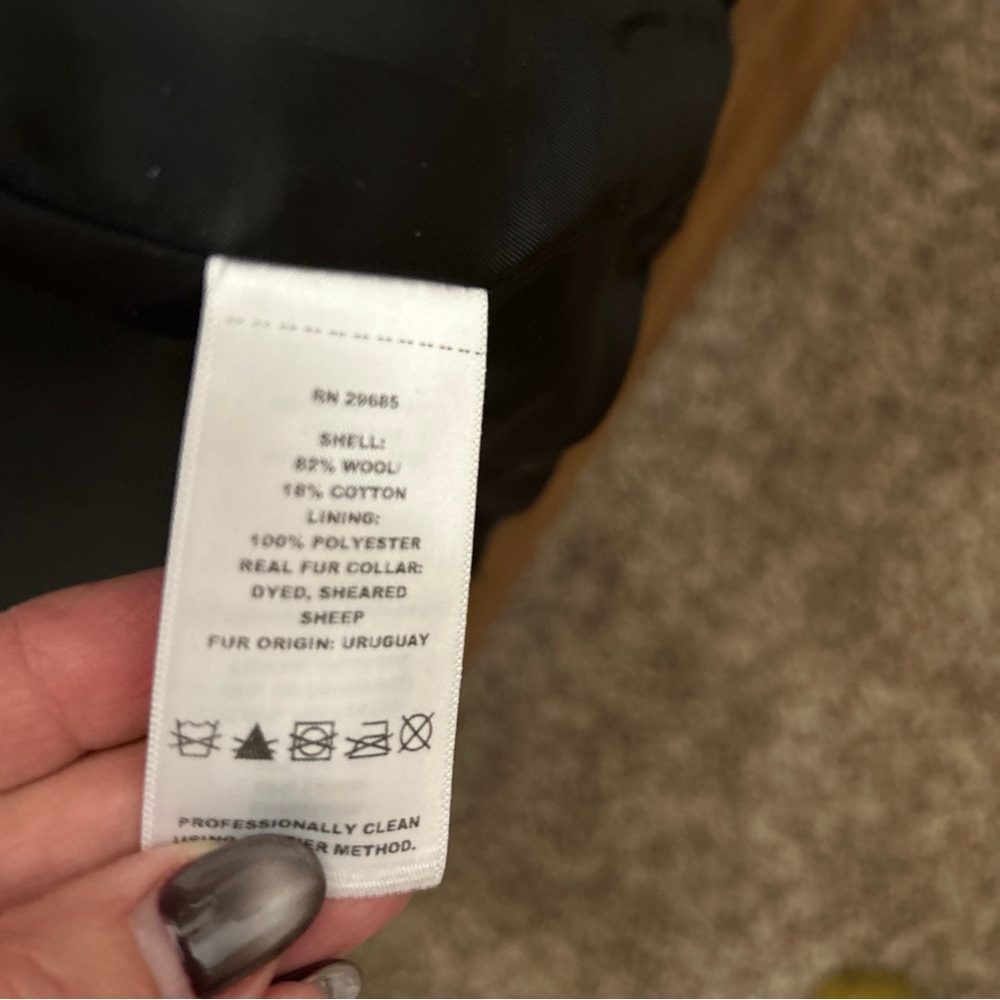 RN 29685
SHELL:
82% WOOL/
18% COTTON
LINING:
100% POLYESTER
REAL FUR COLLAR:
DYED, SHEARED
SHEEP
FUR ORIGIN: URUGUAY
PROFESSIONALLY CLEAN
METHOD.